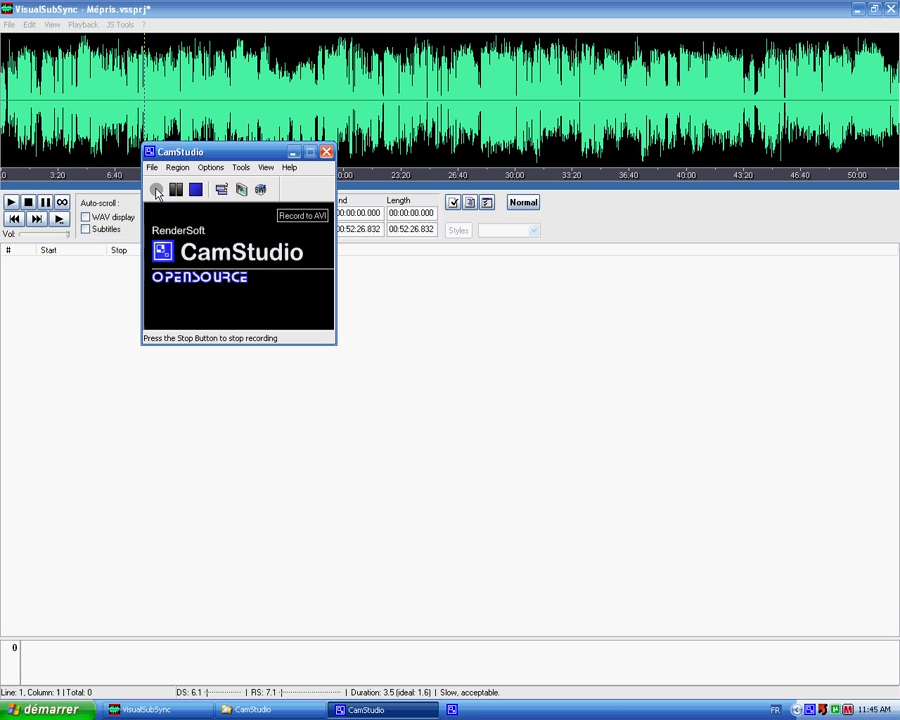 VisualSubSync - Mépris.vssprj*
File Edit View Playback JS Tools
0 3:20 6:40 00:00 23:20 26:40 30:00 33:20 36:40 40:00 43:20 46:40 50:00
CamStudio
File Region Options Tools View Help
Record to AVI
RenderSoft
CamStudio
OPENSOURCE
Press the Stop Button to stop recording
Auto-scroll :
WAV display
Subtitles
Vol:
nd Length
00:00:00.000 00:00:00.000
00:52:26.832 00:52:26.832
Normal
Styles
# Start Stop
0
Line: 1, Column: 1 | Total: 0 DS: 6.1 RS: 7.1 Duration: 3.5 (ideal: 1.6) | Slow, acceptable.
démarrer VisualSubSync CamStudio CamStudio FR 11:45 AM